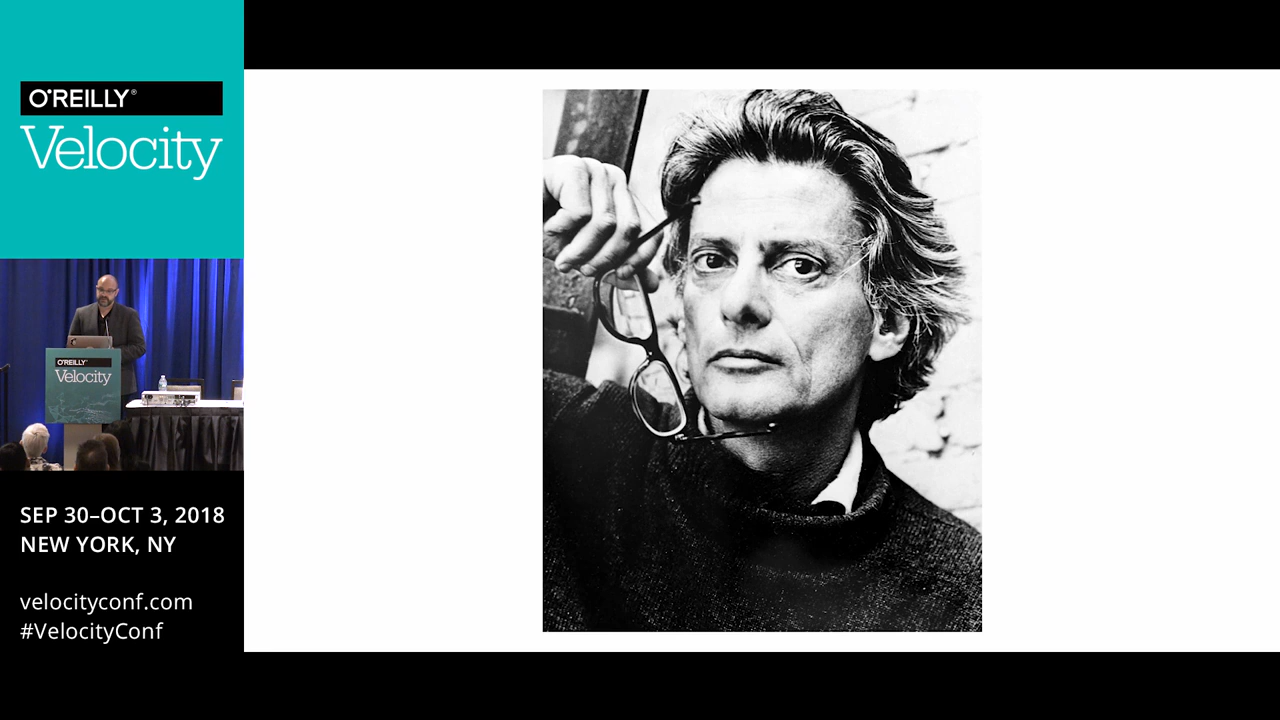 O'REILLY®
Velocity
O'REILLY®
Velocity
SEP 30–OCT 3, 2018
NEW YORK, NY
velocityconf.com
#VelocityConf